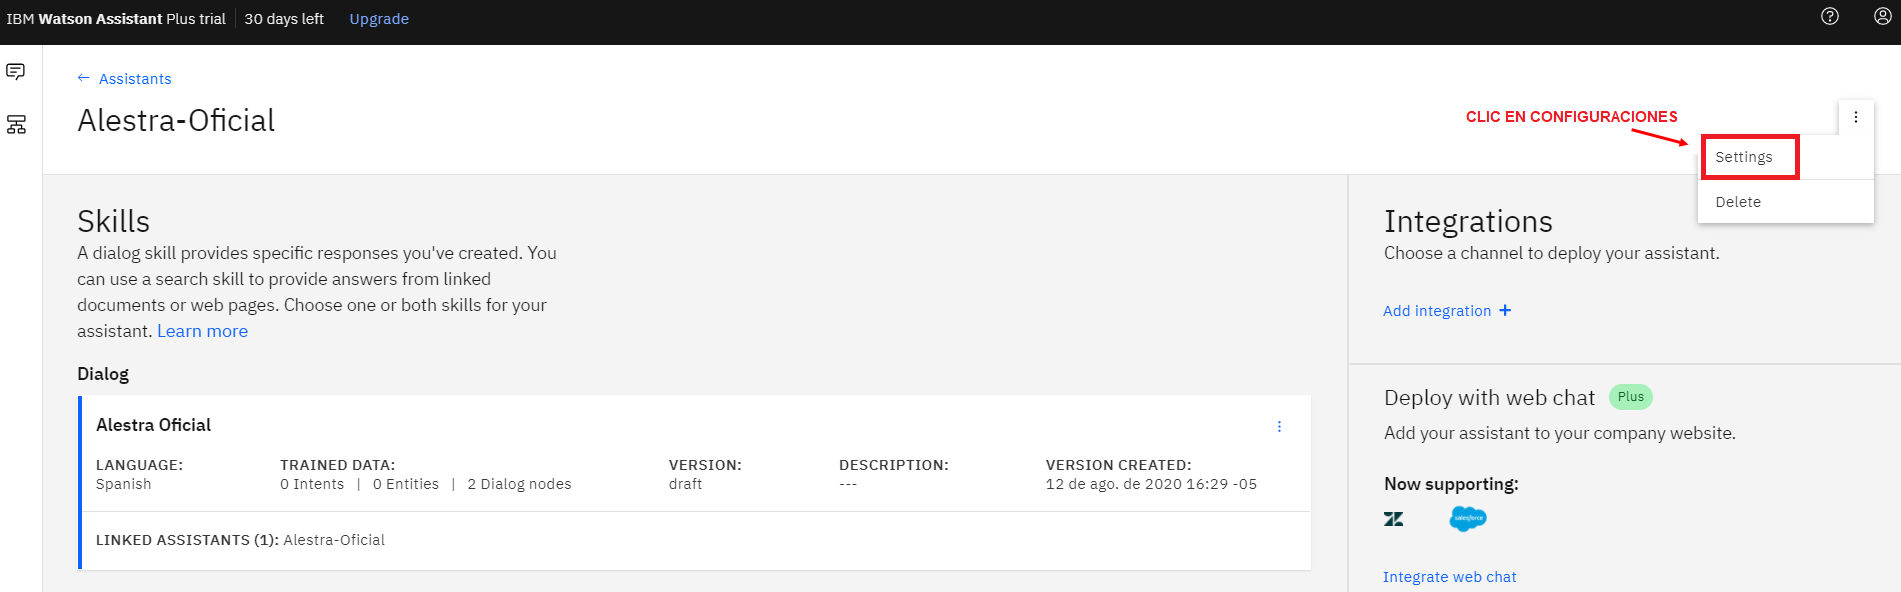 IBM Watson Assistant Plus trial 30 days left Upgrade
← Assistants
Alestra-Oficial
CLIC EN CONFIGURACIONES
Settings
Delete
Skills
A dialog skill provides specific responses you've created. You
can use a search skill to provide answers from linked
documents or web pages. Choose one or both skills for your
assistant. Learn more
Dialog
Alestra Oficial
LANGUAGE: TRAINED DATA: VERSION: DESCRIPTION: VERSION CREATED:
Spanish 0 Intents | 0 Entities | 2 Dialog nodes draft --- 12 de ago. de 2020 16:29 -05
LINKED ASSISTANTS (1): Alestra-Oficial
Integrations
Choose a channel to deploy your assistant.
Add integration +
Deploy with web chat Plus
Add your assistant to your company website.
Now supporting:
salesforce
Integrate web chat